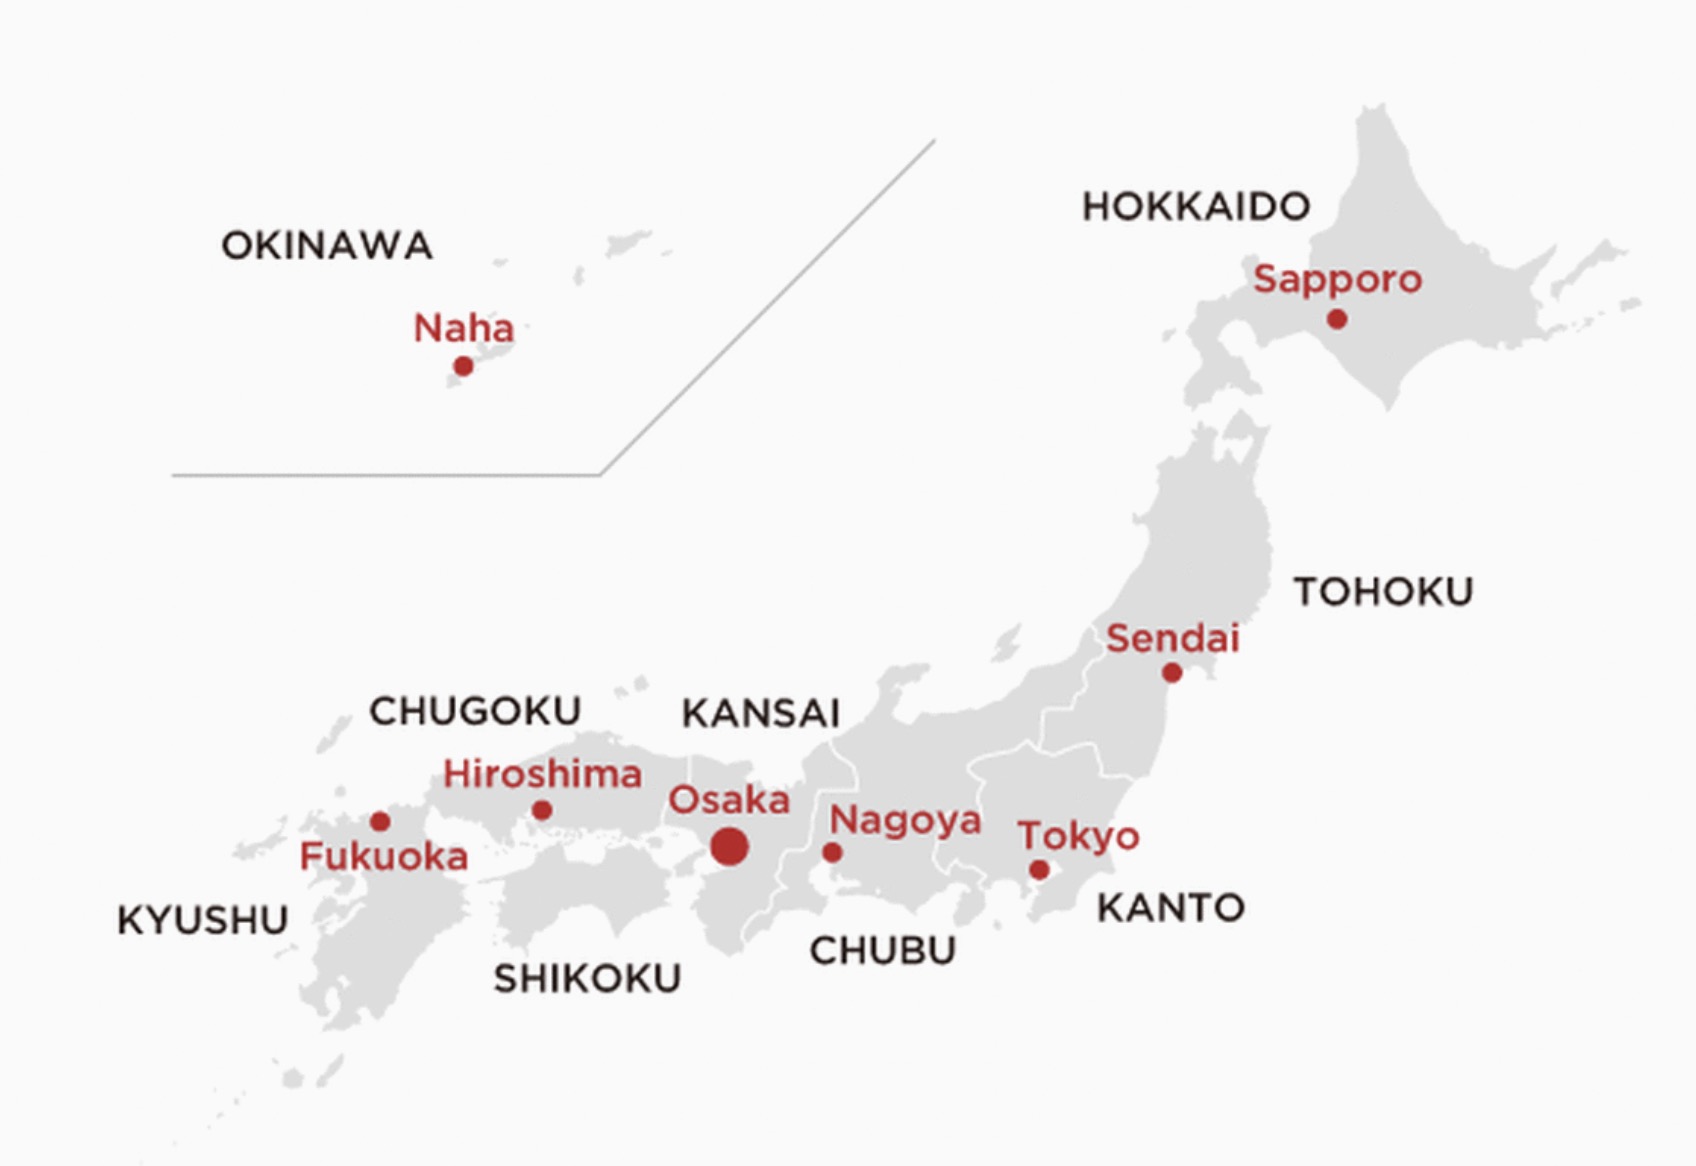 HOKKAIDO
OKINAWA
Sapporo
Naha
TOHOKU
Sendai
CHUGOKU
KANSAI
Hiroshima
Osaka
Nagoya
Tokyo
Fukuoka
KYUSHU
KANTO
CHUBU
SHIKOKU